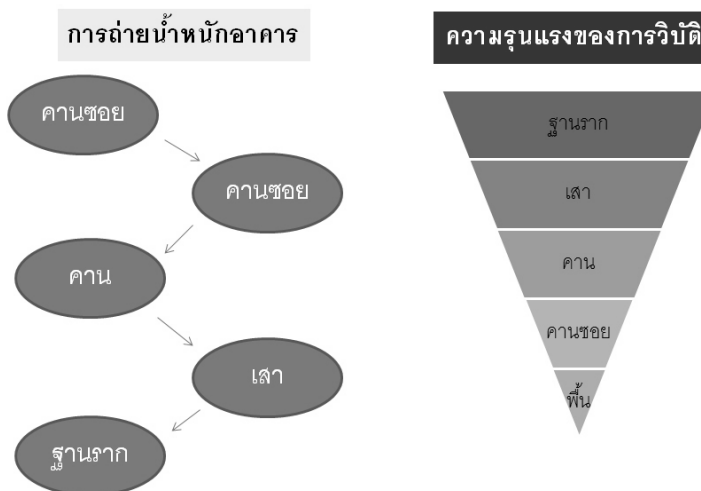 การถ่ายน้ำหนักอาคาร
คานซอย
คานซอย
คาน
เสา
ฐานราก
ความรุนแรงของการวิบัติ
ฐานราก
เสา
คาน
คานซอย
พื้น